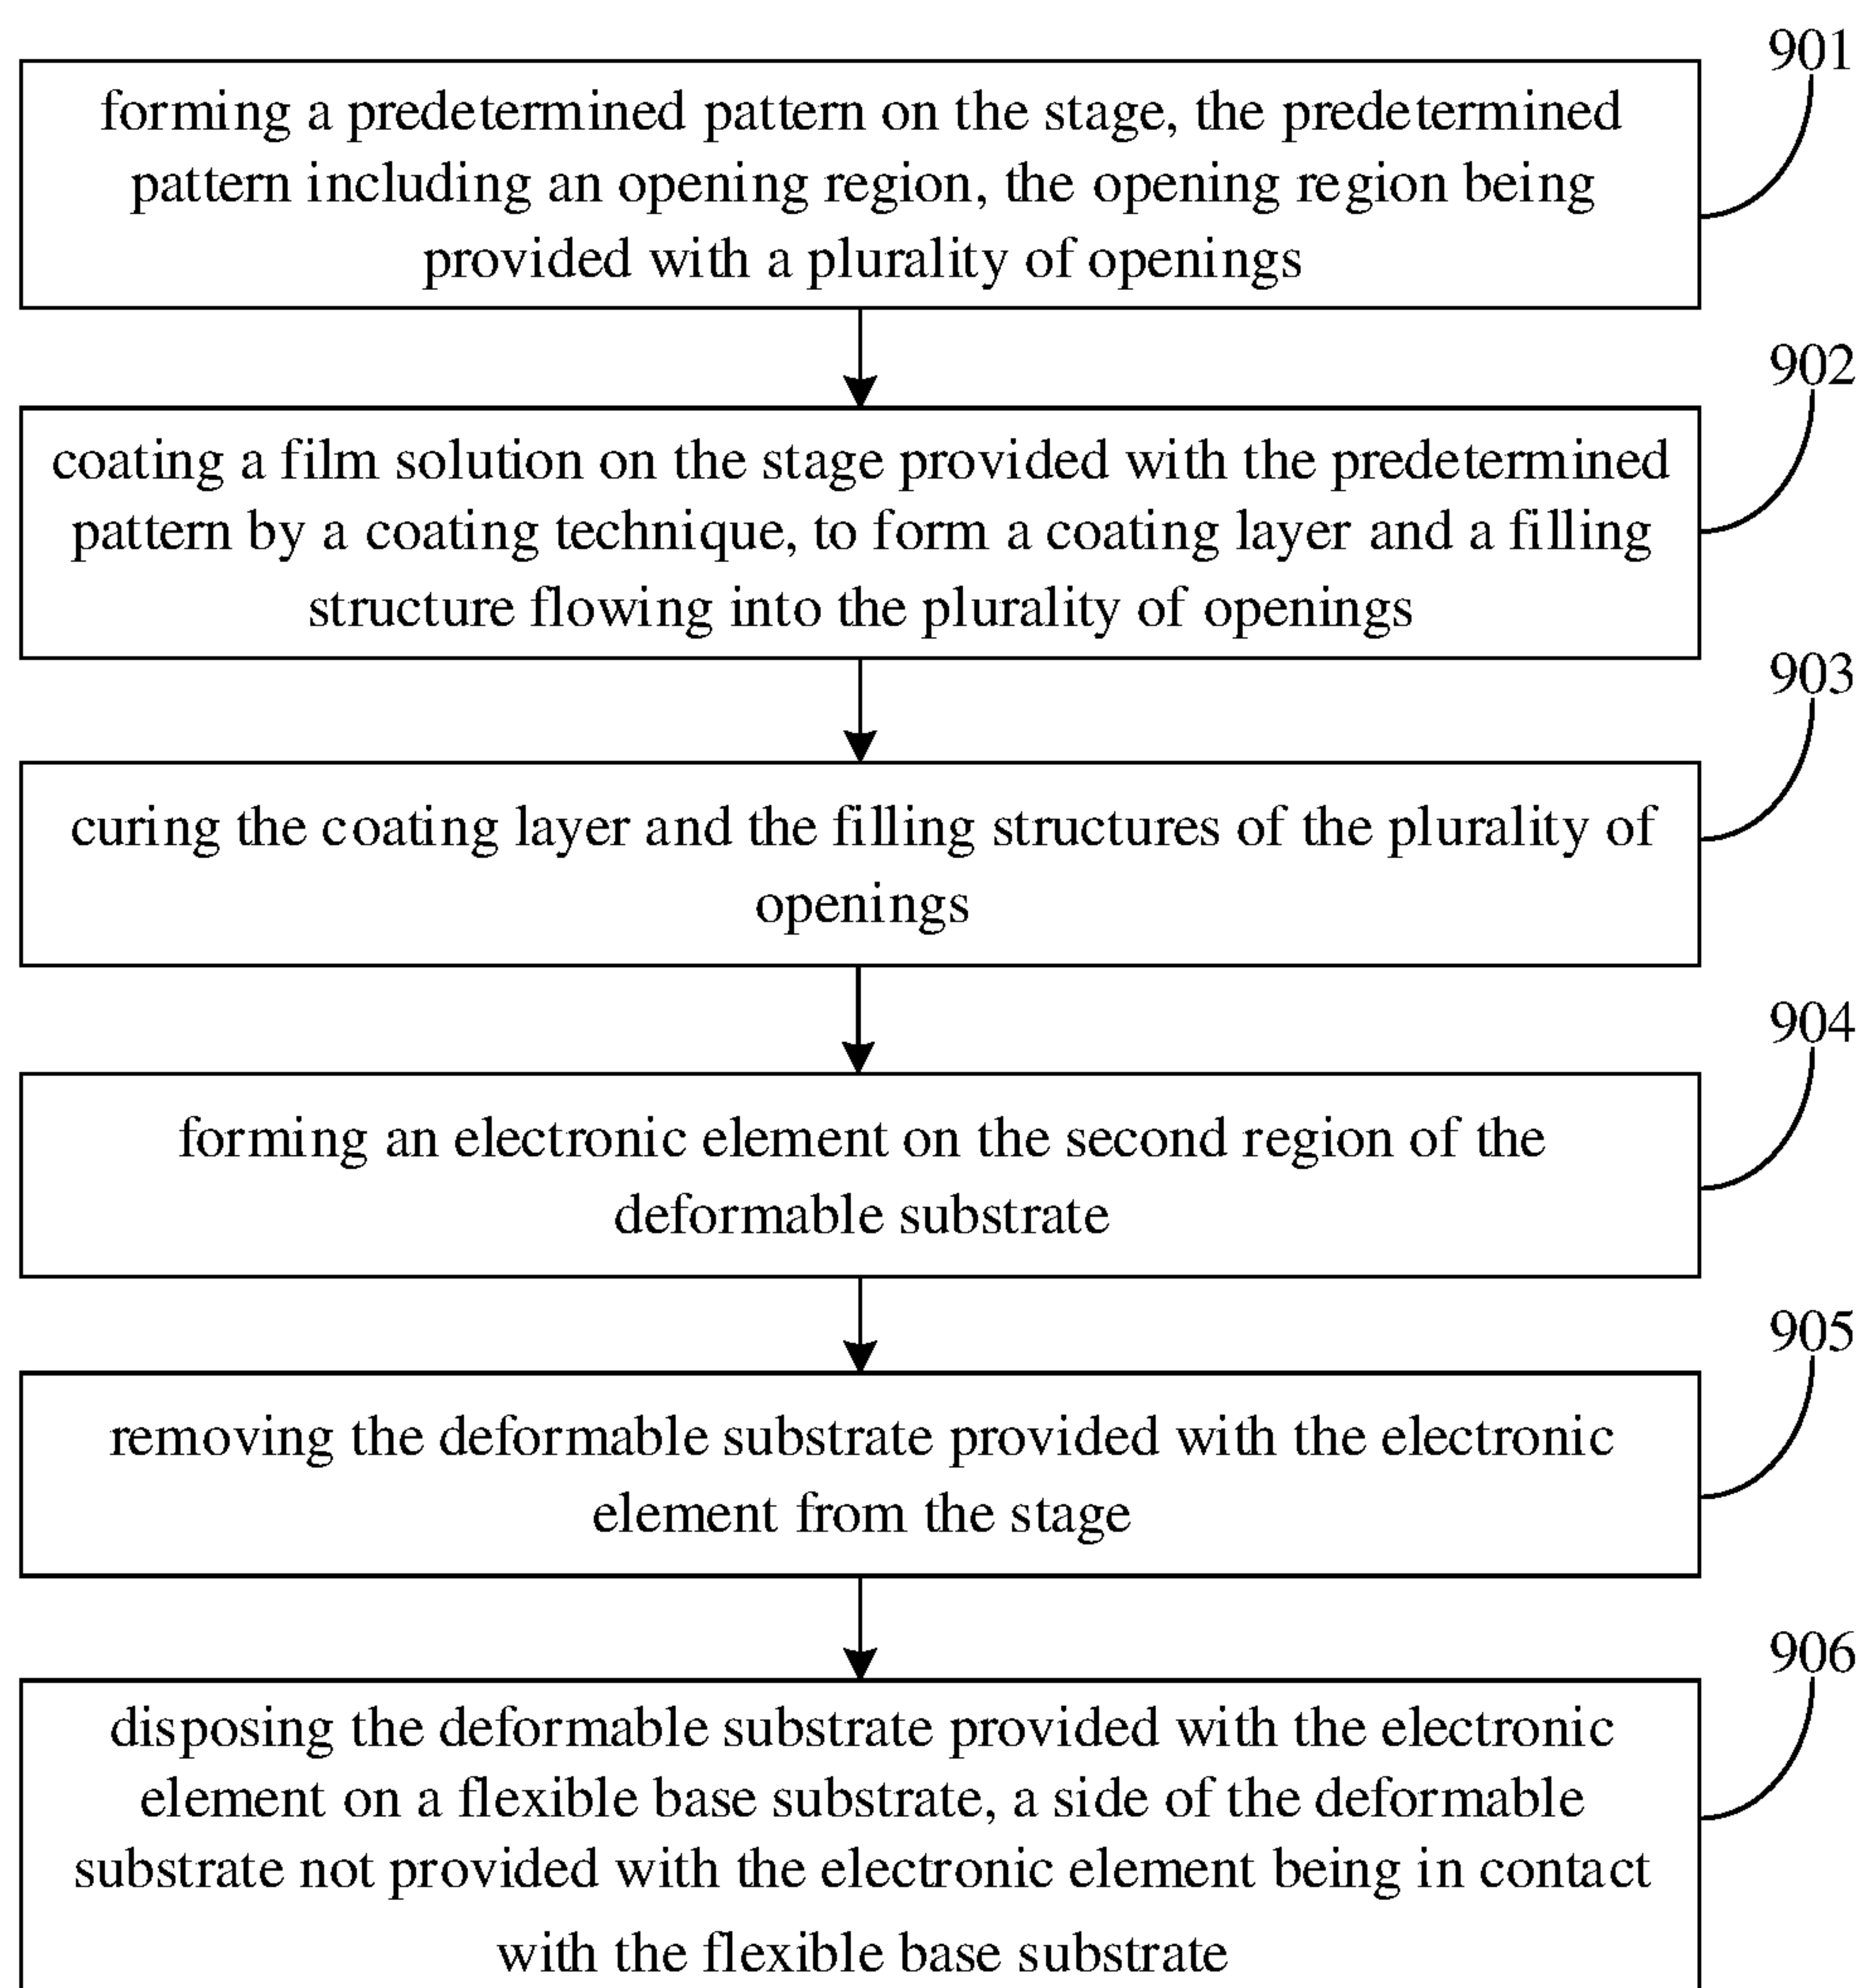 901
forming a predetermined pattern on the stage, the predetermined
pattern including an opening region, the opening region being
provided with a plurality of openings
902
coating a film solution on the stage provided with the predetermined
pattern by a coating technique, to form a coating layer and a filling
structure flowing into the plurality of openings
903
curing the coating layer and the filling structures of the plurality of
openings
904
forming an electronic element on the second region of the
deformable substrate
905
removing the deformable substrate provided with the electronic
element from the stage
906
disposing the deformable substrate provided with the electronic
element on a flexible base substrate, a side of the deformable
substrate not provided with the electronic element being in contact
with the flexible base substrate